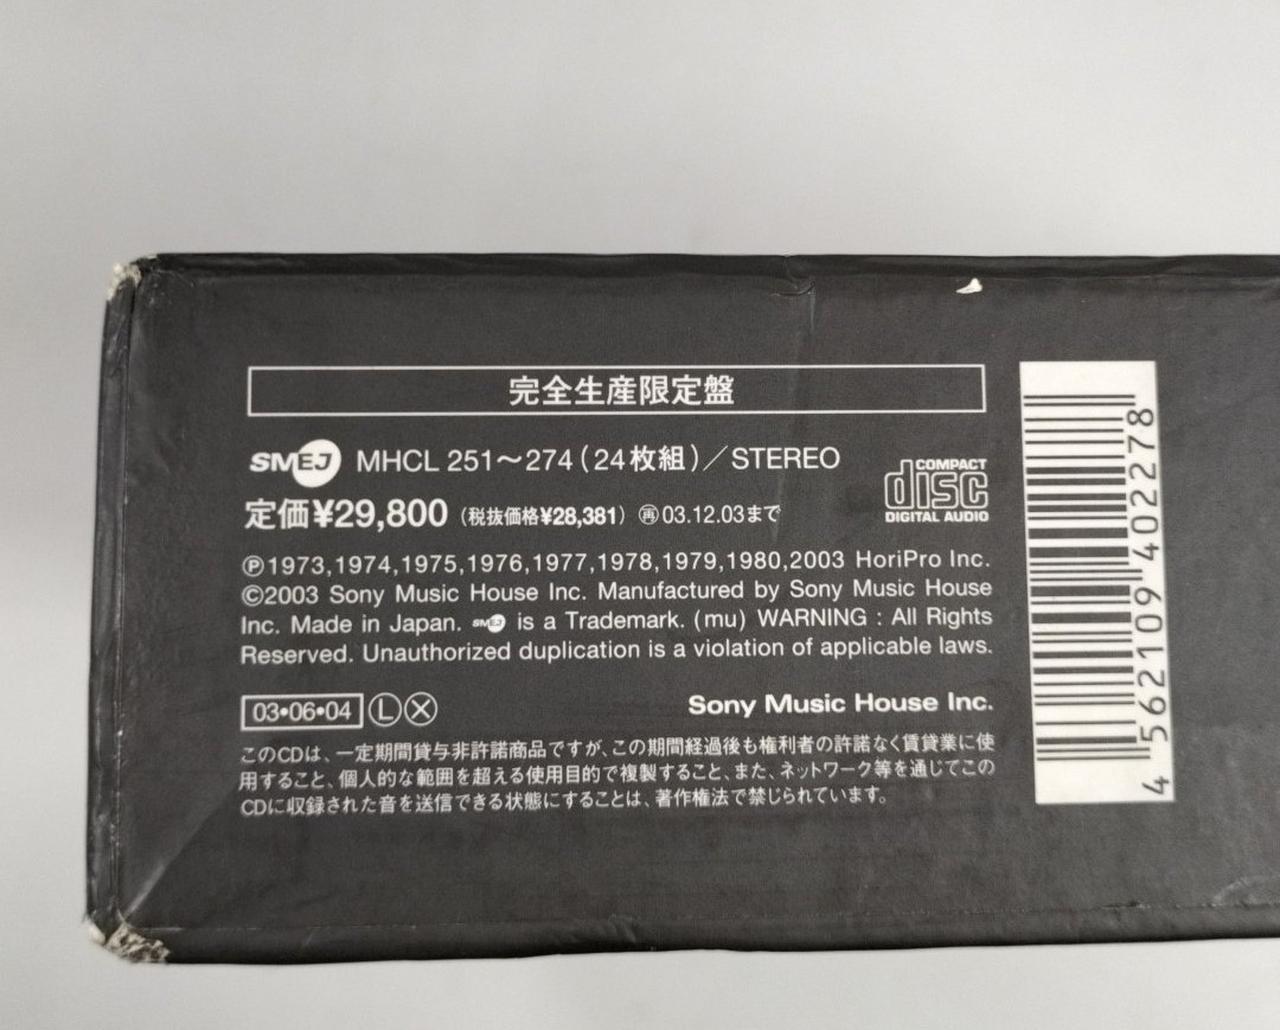 完全生産限定盤
SMEJ MHCL 251～274（24枚組）／STEREO
COMPACT
disc
DIGITAL AUDIO
定価¥29,800（税抜価格¥28,381）㊢03.12.03まで
℗1973,1974,1975,1976,1977,1978,1979,1980,2003 HoriPro Inc.
©2003 Sony Music House Inc. Manufactured by Sony Music House
Inc. Made in Japan. SMEJ is a Trademark. (mu) WARNING : All Rights
Reserved. Unauthorized duplication is a violation of applicable laws.
03•06•04 Ⓛ Ⓧ
Sony Music House Inc.
このCDは、一定期間貸与非許諾商品ですが、この期間経過後も権利者の許諾なく賃貸業に使
用すること、個人的な範囲を超える使用目的で複製すること、また、ネットワーク等を通じてこの
CDに収録された音を送信できる状態にすることは、著作権法で禁じられています。
4 562109 402278